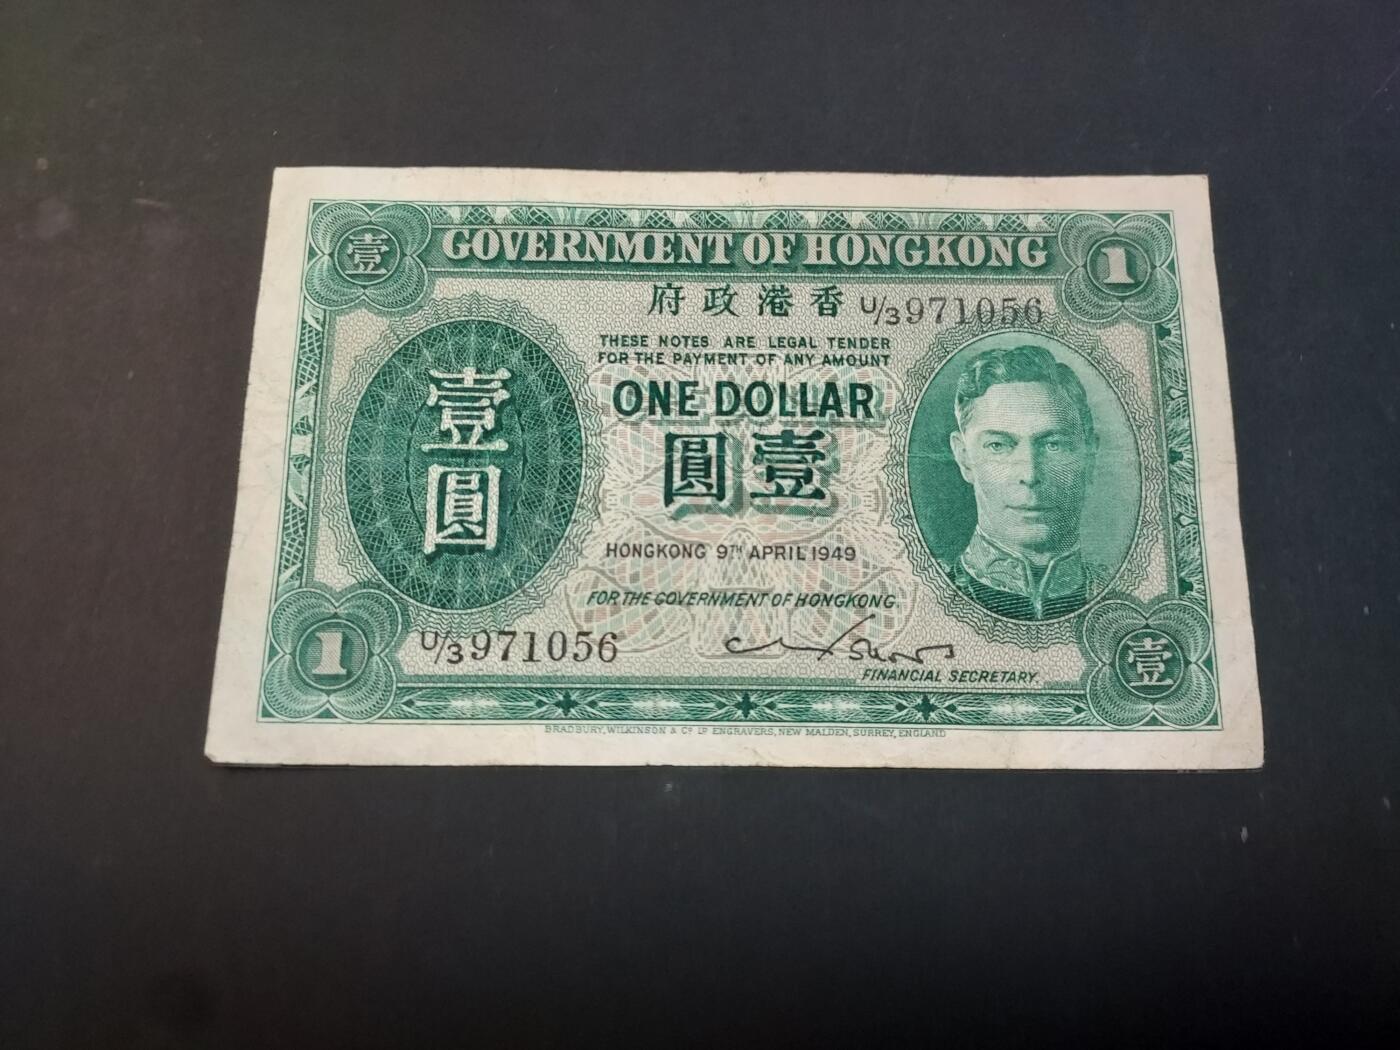 壹 GOVERNMENT OF HONGKONG 1
府政港香 U/3 971056
THESE NOTES ARE LEGAL TENDER
FOR THE PAYMENT OF ANY AMOUNT
ONE DOLLAR
圓壹
壹圓
HONGKONG 9TH APRIL 1949
FOR THE GOVERNMENT OF HONGKONG.
1 U/3 971056 壹
FINANCIAL SECRETARY.
BRADBURY, WILKINSON & Cº Lᴰ ENGRAVERS, NEW MALDEN, SURREY, ENGLAND